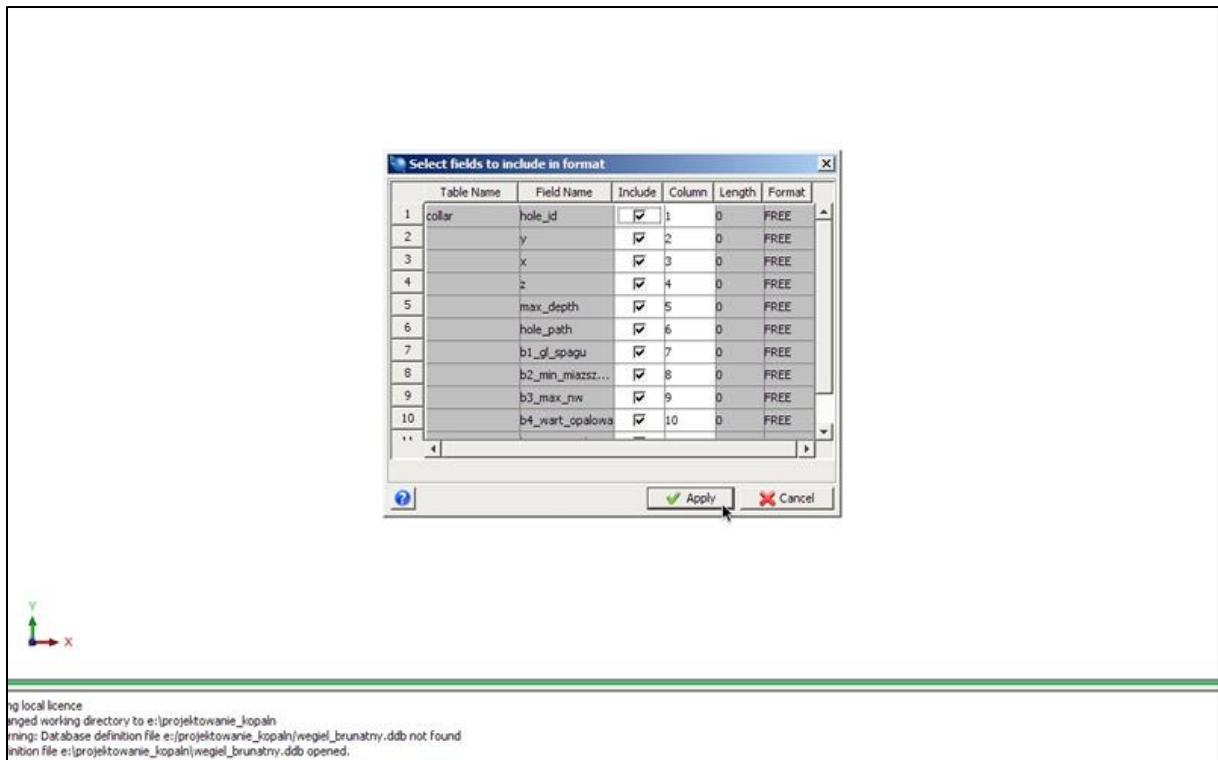 Select fields to include in format
Table Name Field Name Include Column Length Format
1 collar hole_id 1 0 FREE
2 y 2 0 FREE
3 x 3 0 FREE
4 z 4 0 FREE
5 max_depth 5 0 FREE
6 hole_path 6 0 FREE
7 b1_gl_spagu 7 0 FREE
8 b2_min_miazsz... 8 0 FREE
9 b3_max_nw 9 0 FREE
10 b4_wart_opalowa 10 0 FREE
Apply Cancel
Y
X
ng local licence
anged working directory to e:\projektowanie_kopaln
rning: Database definition file e:/projektowanie_kopaln/wegiel_brunatny.ddb not found
inition file e:\projektowanie_kopaln\wegiel_brunatny.ddb opened.